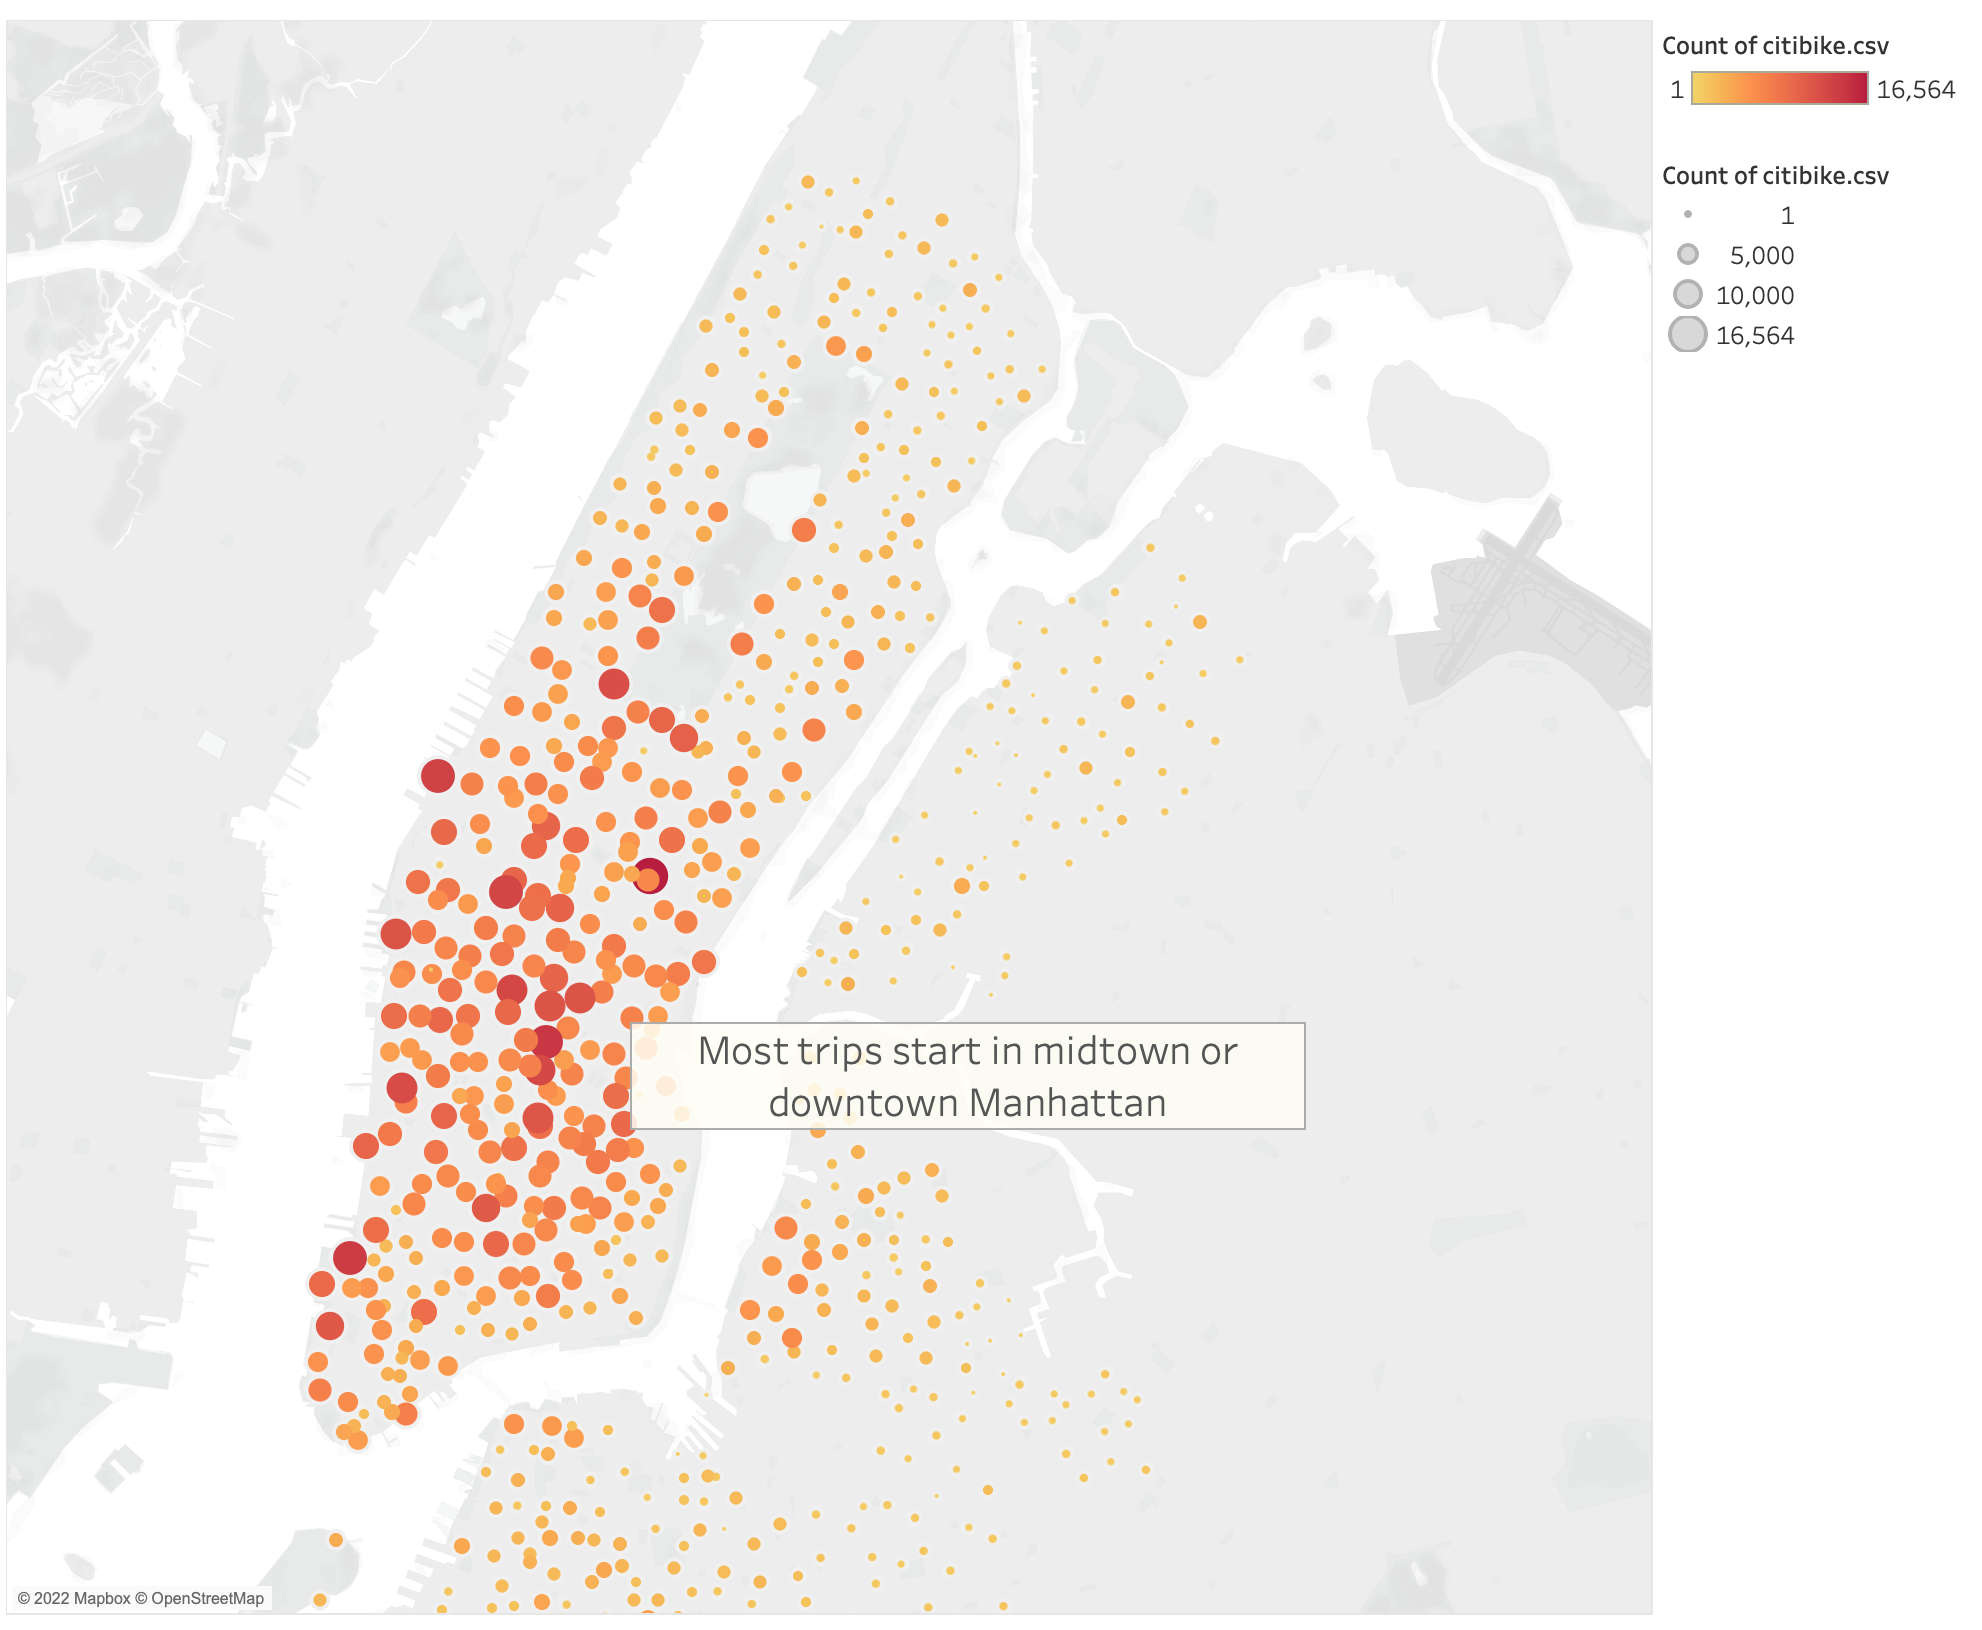 Count of citibike.csv
1 16,564
Count of citibike.csv
1
5,000
10,000
16,564
Most trips start in midtown or
downtown Manhattan
© 2022 Mapbox © OpenStreetMap